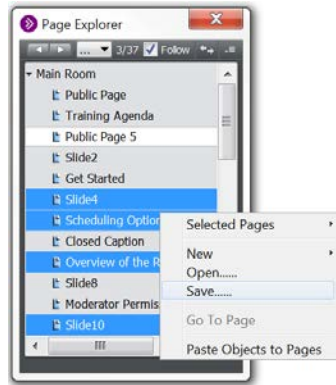 Page Explorer
... 3/37 Follow
Main Room
Public Page
Training Agenda
Public Page 5
Slide2
Get Started
Slide4
Scheduling Option
Closed Caption
Overview of the R
Slide8
Moderator Permis
Slide10
Selected Pages
New
Open......
Save......
Go To Page
Paste Objects to Pages